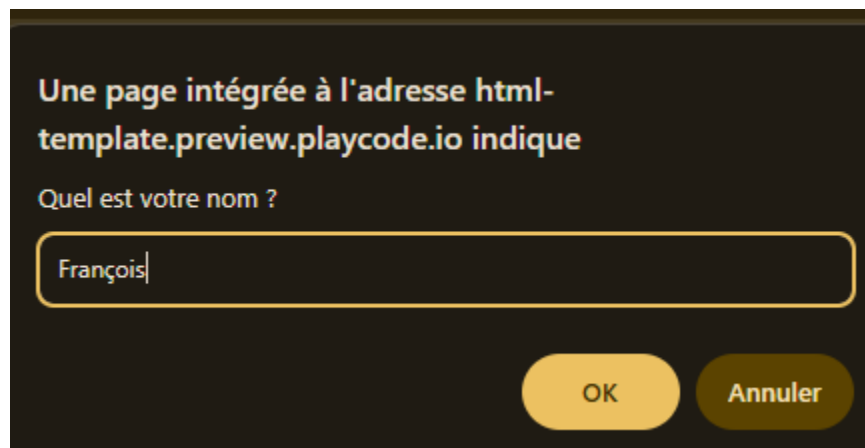 Une page intégrée à l'adresse html-
template.preview.playcode.io indique
Quel est votre nom ?
François
OK
Annuler